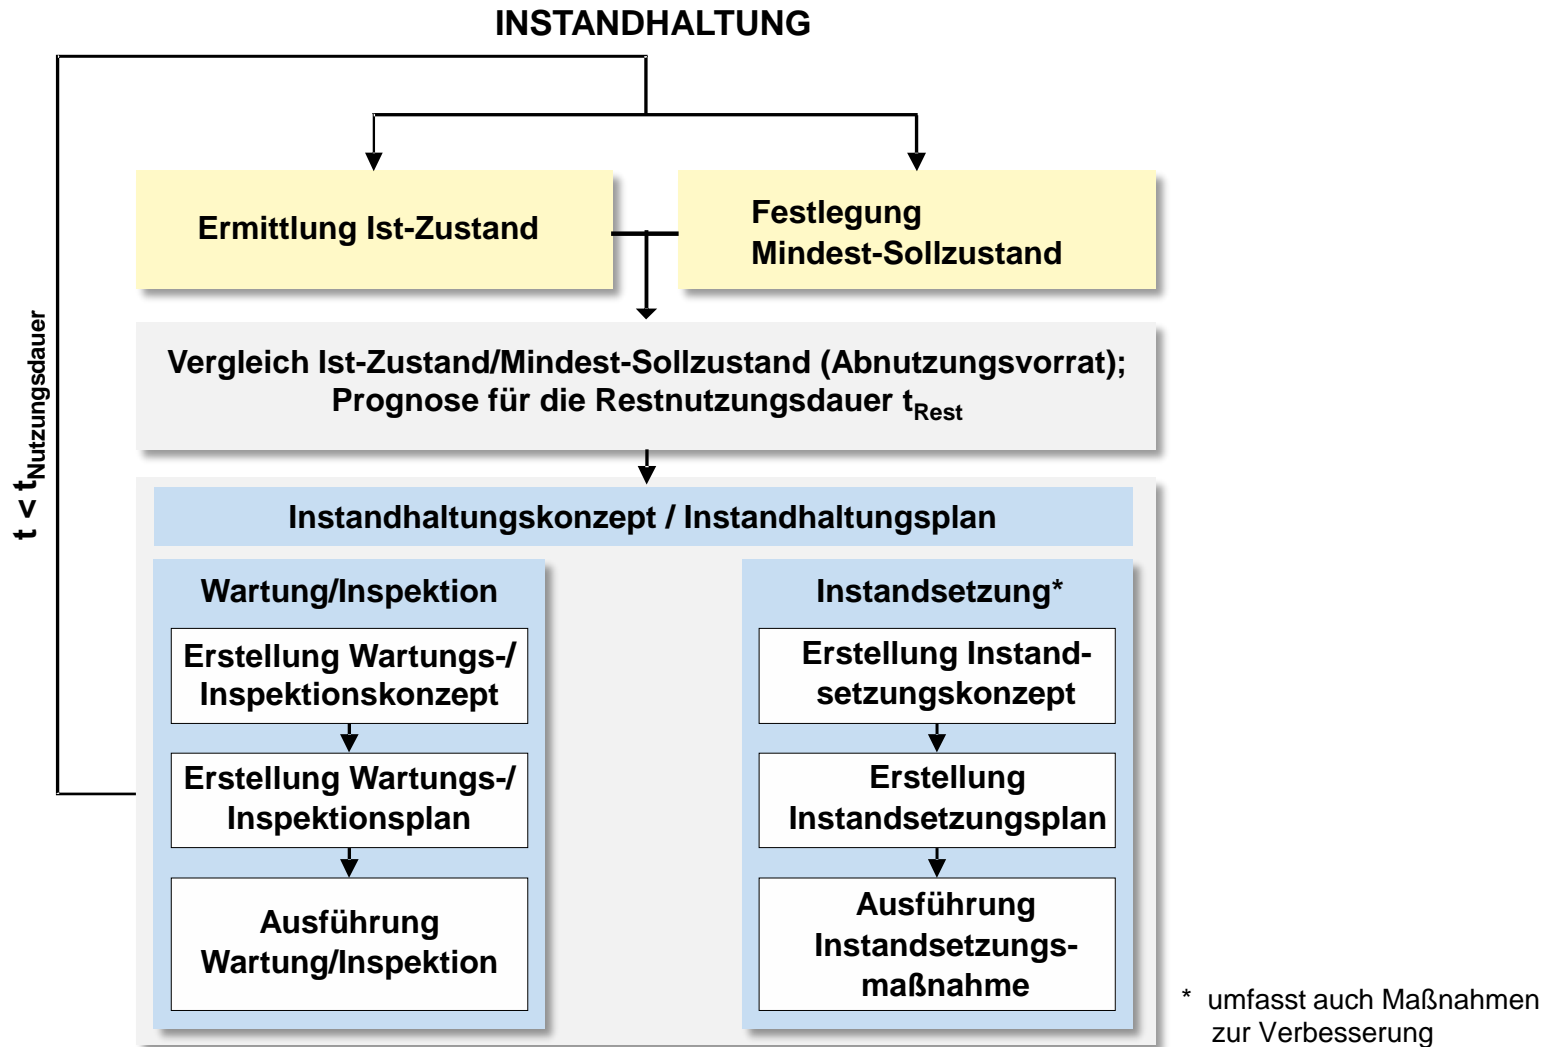 INSTANDHALTUNG
Ermittlung Ist-Zustand
Festlegung
Mindest-Sollzustand
t < tNutzungsdauer
Vergleich Ist-Zustand/Mindest-Sollzustand (Abnutzungsvorrat);
Prognose für die Restnutzungsdauer tRest
Instandhaltungskonzept / Instandhaltungsplan
Wartung/Inspektion
Erstellung Wartungs-/
Inspektionskonzept
Erstellung Wartungs-/
Inspektionsplan
Ausführung
Wartung/Inspektion
Instandsetzung*
Erstellung Instand-
setzungskonzept
Erstellung
Instandsetzungsplan
Ausführung
Instandsetzungs-
maßnahme
* umfasst auch Maßnahmen
zur Verbesserung